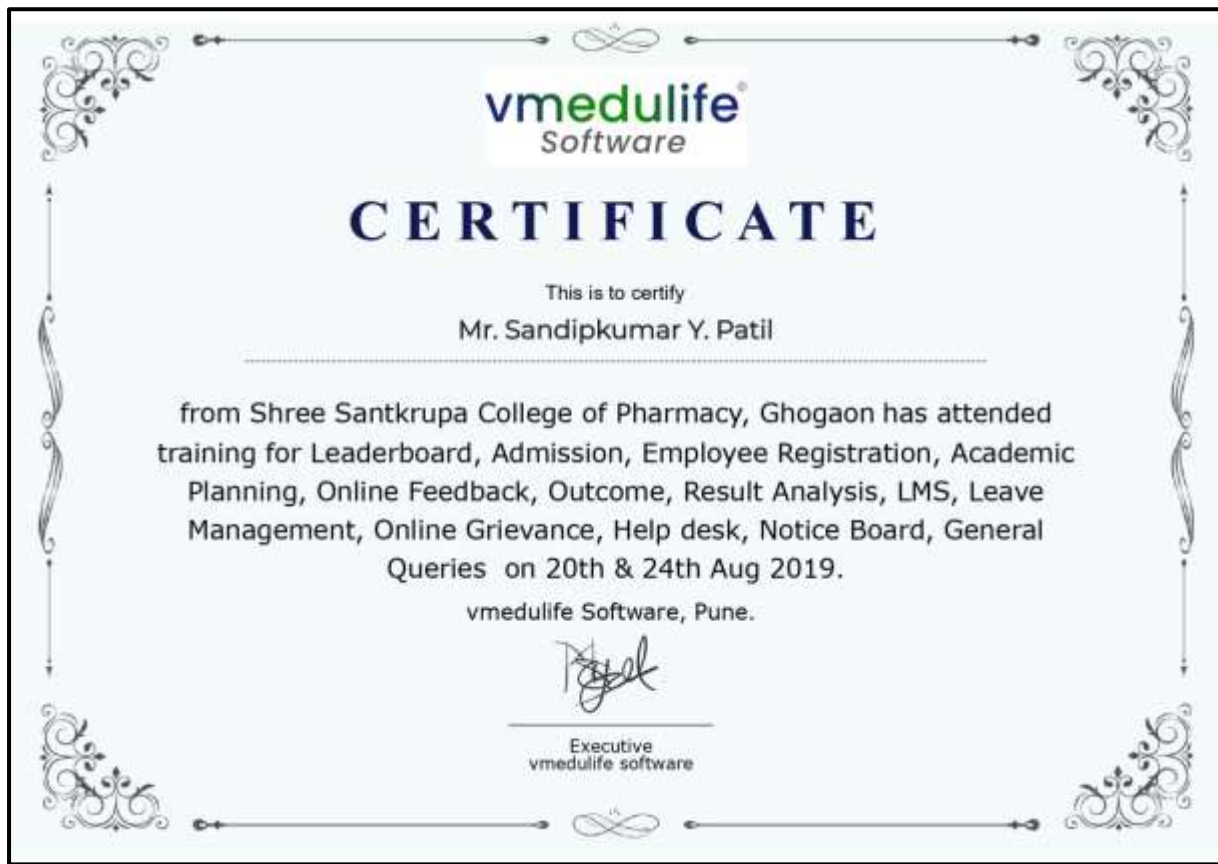 vmedulife®
Software
CERTIFICATE
This is to certify
Mr. Sandipkumar Y. Patil
from Shree Santkrupa College of Pharmacy, Ghogaon has attended
training for Leaderboard, Admission, Employee Registration, Academic
Planning, Online Feedback, Outcome, Result Analysis, LMS, Leave
Management, Online Grievance, Help desk, Notice Board, General
Queries on 20th & 24th Aug 2019.
vmedulife Software, Pune.
Executive
vmedulife software